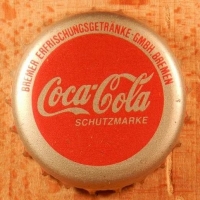 BREMER ERFRISCHUNGSGETRÄNKE-GMBH, BREMEN
Coca-Cola
SCHUTZMARKE